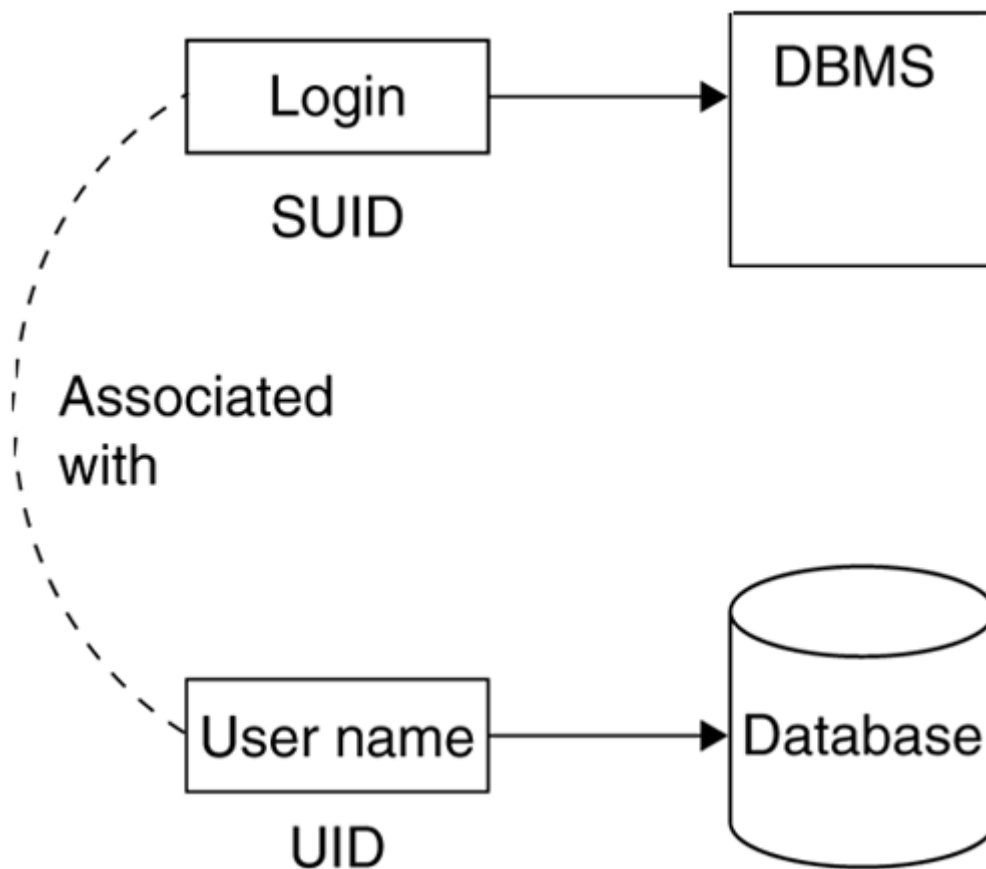 Login
DBMS
SUID
Associated
with
User name
Database
UID